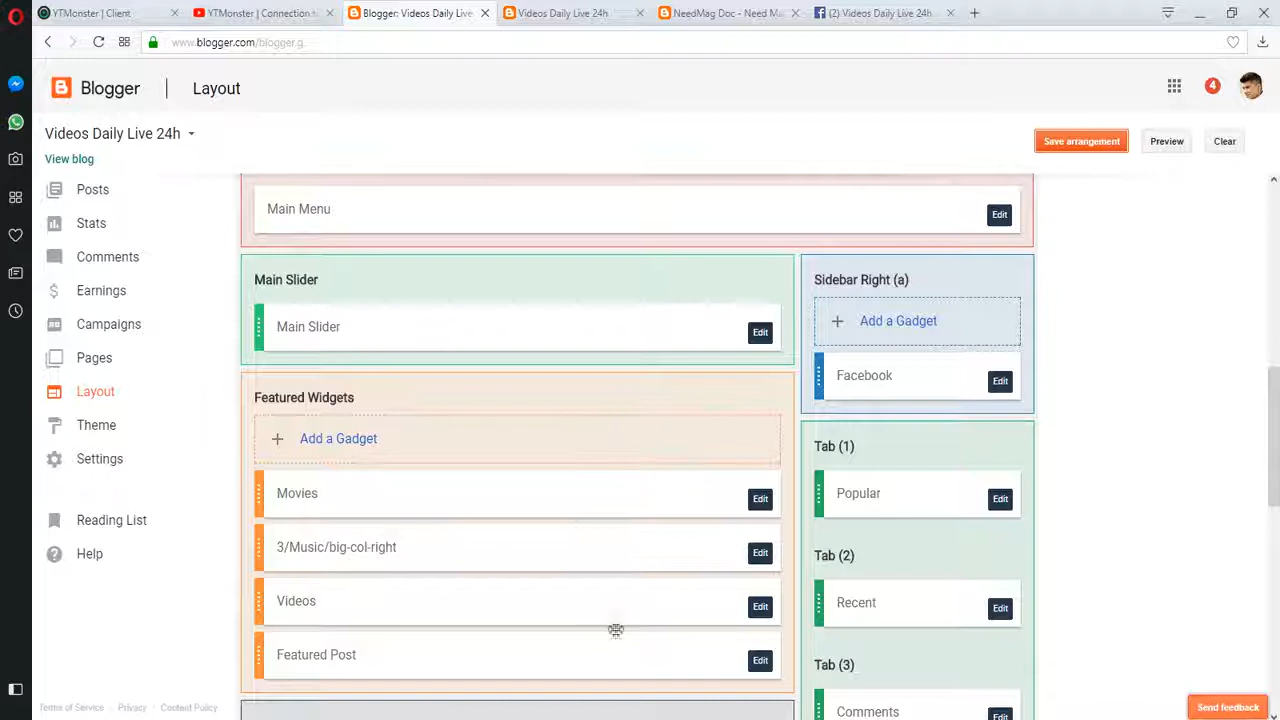 YTMonster | Client
YTMonster | Connection t
Blogger: Videos Daily Live
Videos Daily Live 24h
NeedMag
(2) Videos Daily Live 24h
www.blogger.com/blogger.g
Blogger
Layout
4
Videos Daily Live 24h
View blog
Save arrangement
Preview
Clear
Posts
Stats
Comments
Earnings
Campaigns
Pages
Layout
Theme
Settings
Reading List
Help
Main Menu
Edit
Main Slider
Main Slider
Edit
Featured Widgets
+ Add a Gadget
Movies
Edit
3/Music/big-col-right
Edit
Videos
Edit
Featured Post
Edit
Sidebar Right (a)
+ Add a Gadget
Facebook
Edit
Tab (1)
Popular
Edit
Tab (2)
Recent
Edit
Tab (3)
Comments
Edit
Terms of Service
Privacy
Content Policy
Send feedback